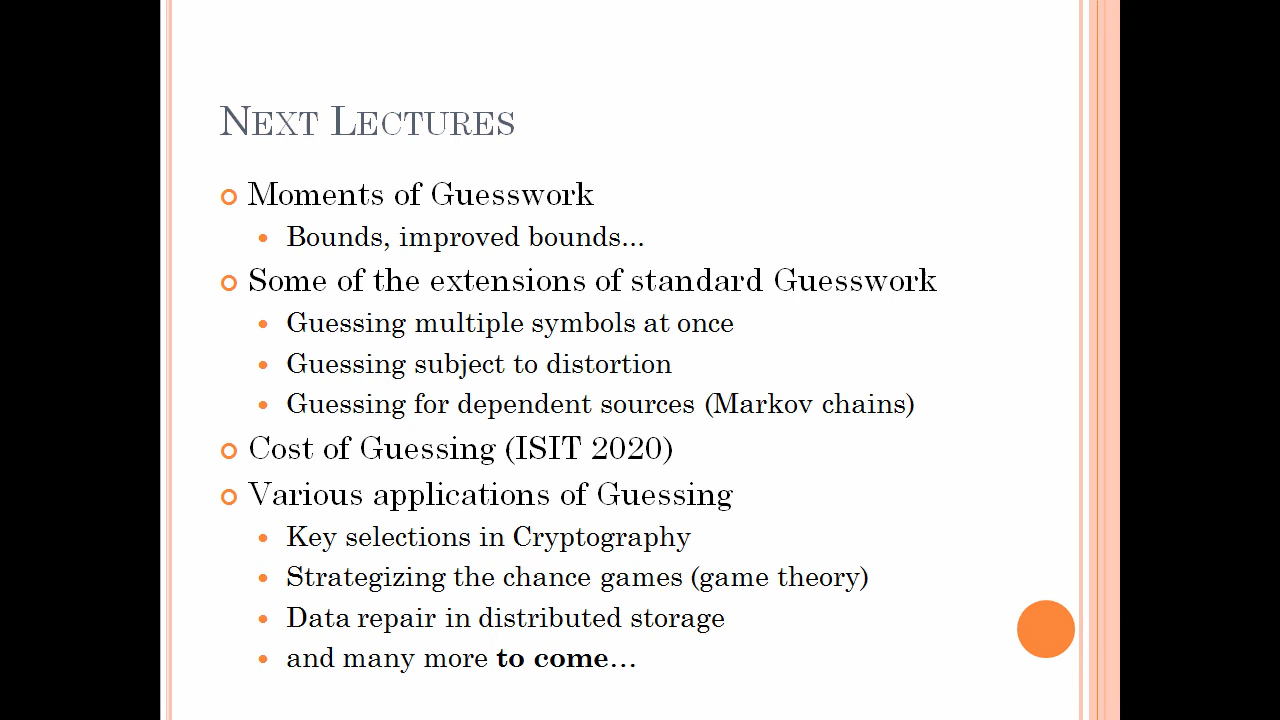 Next Lectures
Moments of Guesswork
Bounds, improved bounds...
Some of the extensions of standard Guesswork
Guessing multiple symbols at once
Guessing subject to distortion
Guessing for dependent sources (Markov chains)
Cost of Guessing (ISIT 2020)
Various applications of Guessing
Key selections in Cryptography
Strategizing the chance games (game theory)
Data repair in distributed storage
and many more to come...